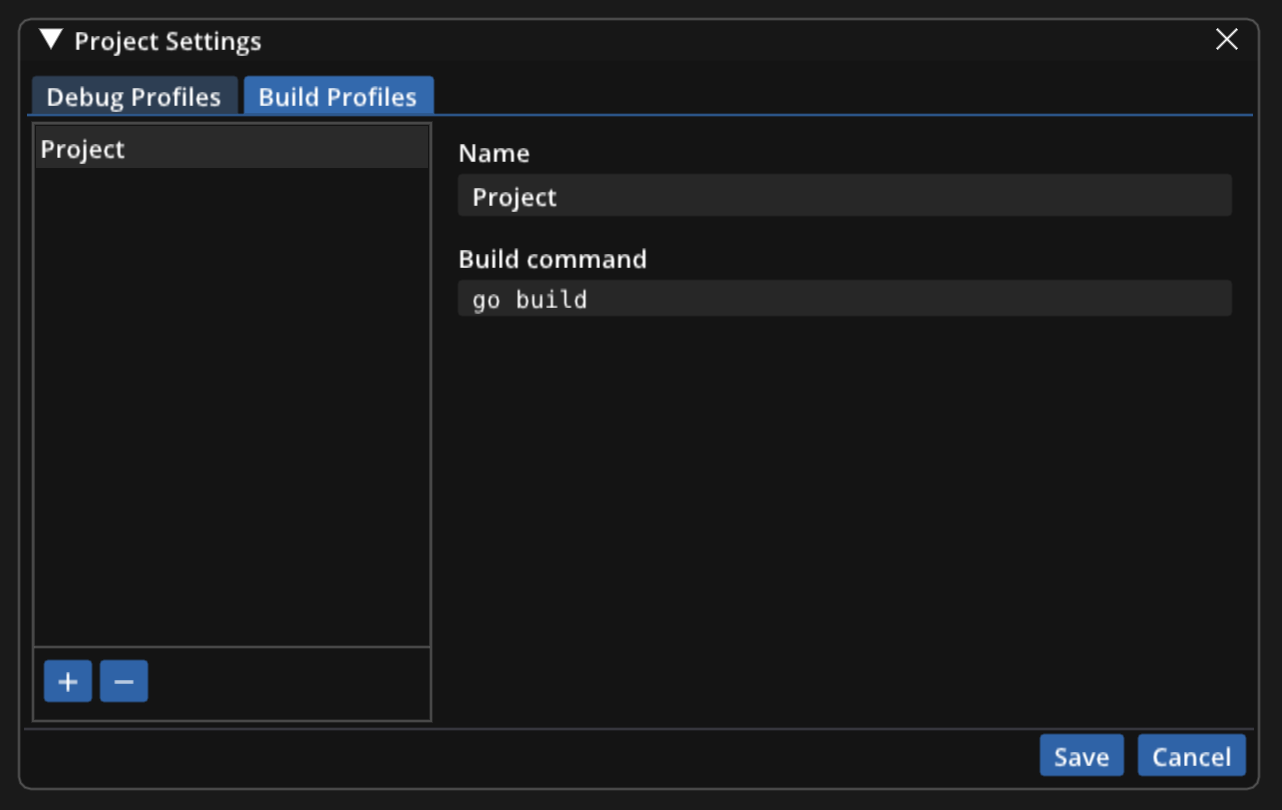 Project Settings
Debug Profiles
Build Profiles
Project
Name
Project
Build command
go build
Save
Cancel